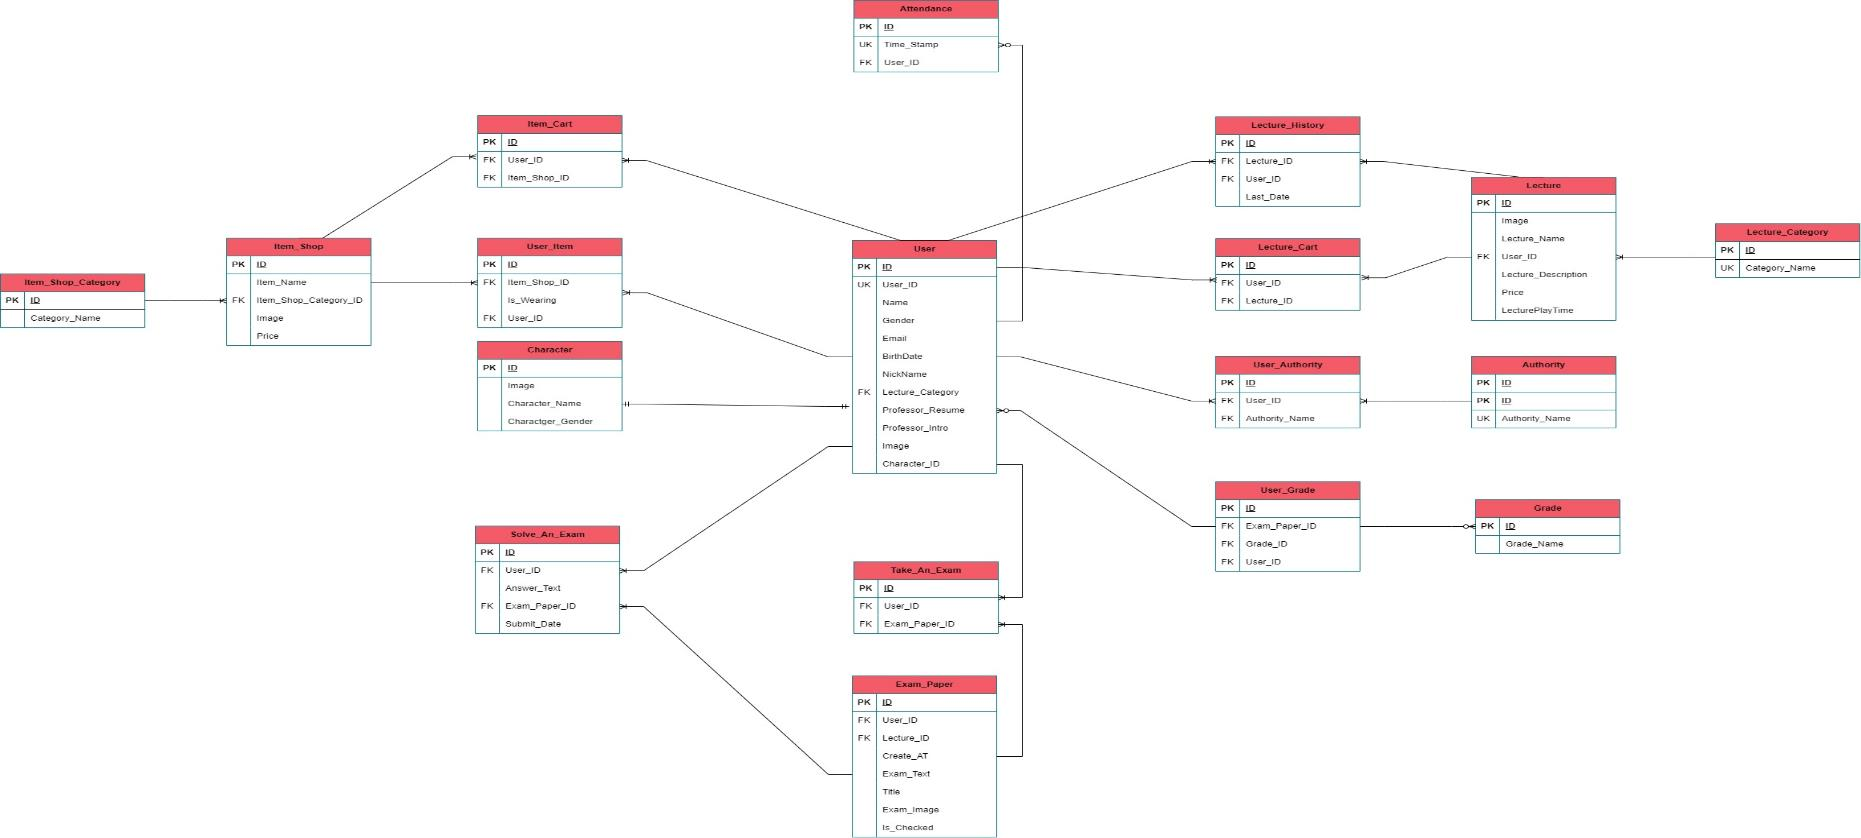 Attendance
PK ID
UK Time_Stamp
FK User_ID
Item_Cart
PK ID
FK User_ID
FK Item_Shop_ID
Lecture_History
PK ID
FK Lecture_ID
FK User_ID
Last_Date
Lecture
PK ID
Image
Lecture_Name
FK User_ID
Lecture_Description
Price
LecturePlayTime
Lecture_Category
PK ID
UK Category_Name
Item_Shop
PK ID
Item_Name
FK Item_Shop_Category_ID
Image
Price
User_Item
PK ID
FK Item_Shop_ID
Is_Wearing
FK User_ID
User
PK ID
UK User_ID
Name
Gender
Email
BirthDate
NickName
FK Lecture_Category
Professor_Resume
Professor_Intro
Image
Character_ID
Lecture_Cart
PK ID
FK User_ID
FK Lecture_ID
Item_Shop_Category
PK ID
Category_Name
Character
PK ID
Image
Character_Name
Charactger_Gender
User_Authority
PK ID
FK User_ID
FK Authority_Name
Authority
PK ID
PK ID
UK Authority_Name
User_Grade
PK ID
FK Exam_Paper_ID
FK Grade_ID
FK User_ID
Grade
PK ID
Grade_Name
Solve_An_Exam
PK ID
FK User_ID
Answer_Text
FK Exam_Paper_ID
Submit_Date
Take_An_Exam
PK ID
FK User_ID
FK Exam_Paper_ID
Exam_Paper
PK ID
FK User_ID
FK Lecture_ID
Create_AT
Exam_Text
Title
Exam_Image
Is_Checked